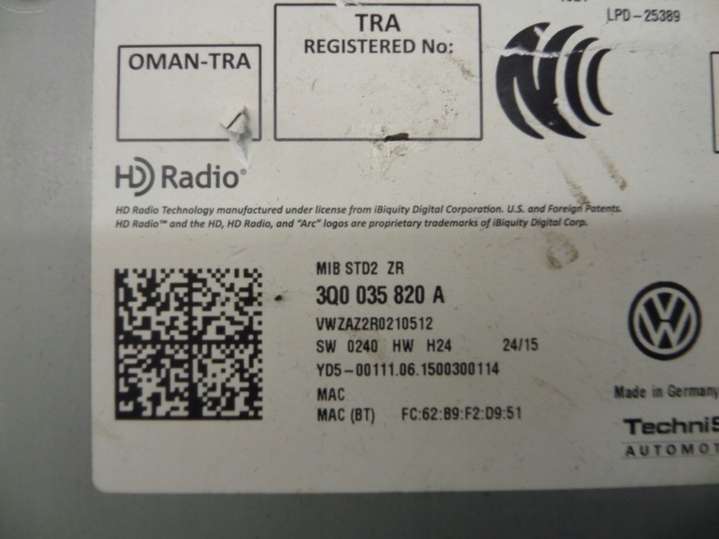 LPD-25389
TRA
REGISTERED No:
OMAN-TRA
HD Radio®
HD Radio Technology manufactured under license from iBiquity Digital Corporation. U.S. and Foreign Patents.
HD Radio™ and the HD, HD Radio, and "Arc" logos are proprietary trademarks of iBiquity Digital Corp.
MIB STD2 ZR
3Q0 035 820 A
VWZAZ2R0210512
SW 0240 HW H24 24/15
YD5-00111.06.1500300114
MAC
MAC (BT) FC:62:B9:F2:D9:51
Made in Germany
TechniS
AUTOMOT